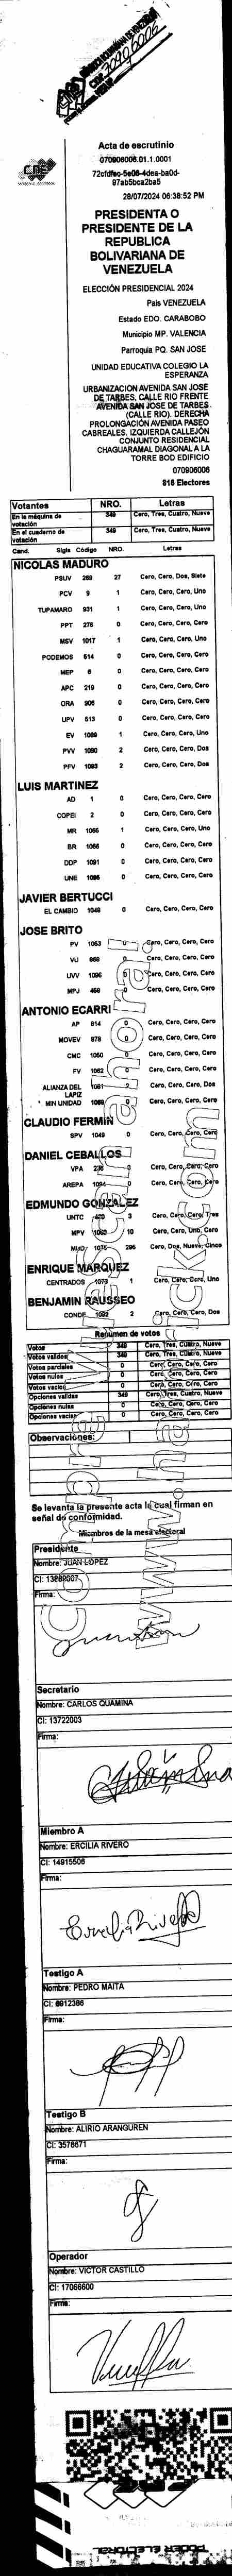 070906006
CNE
Acta de escrutinio
070906006.01.1.0001
97ab5bca2ba5
28/07/2024 06:38:52 PM
PRESIDENTA O
PRESIDENTE DE LA
REPUBLICA
BOLIVARIANA DE
VENEZUELA
ELECCIÓN PRESIDENCIAL 2024
Pais VENEZUELA
Estado EDO. CARABOBO
Municipio MP. VALENCIA
Parroquia PQ. SAN JOSE
UNIDAD EDUCATIVA COLEGIO LA
ESPERANZA
URBANIZACION AVENIDA SAN JOSE
DE TARBES. CALLE RIO FRENTE
AVENIDA SAN JOSE DE TARBES.
(CALLE RIO). DERECHA
PROLONGACIÓN AVENIDA PASEO
CABREALES. IZQUIERDA CALLEJÓN
CONJUNTO RESIDENCIAL
CHAGUARAMAL DIAGONAL A LA
TORRE BOD EDIFICIO
070906006
816 Electores
Votantes NRO. Letras
En la máquina de votación 349 Cero, Tres, Cuatro, Nueve
En el cuaderno de votación 349 Cero, Tres, Cuatro, Nueve
Cand. Sigla Código NRO. Letras
NICOLAS MADURO
PSUV 269 27 Cero, Cero, Dos, Siete
PCV 9 1 Cero, Cero, Cero, Uno
TUPAMARO 931 1 Cero, Cero, Cero, Uno
PPT 276 0 Cero, Cero, Cero, Cero
MSV 1017 1 Cero, Cero, Cero, Uno
PODEMOS 614 0 Cero, Cero, Cero, Cero
MEP 6 0 Cero, Cero, Cero, Cero
APC 219 0 Cero, Cero, Cero, Cero
ORA 906 0 Cero, Cero, Cero, Cero
UPV 513 0 Cero, Cero, Cero, Cero
EV 1089 1 Cero, Cero, Cero, Uno
PVV 1090 2 Cero, Cero, Cero, Dos
PFV 1093 2 Cero, Cero, Cero, Dos
LUIS MARTINEZ
AD 1 0 Cero, Cero, Cero, Cero
COPEI 2 0 Cero, Cero, Cero, Cero
MR 1066 1 Cero, Cero, Cero, Uno
BR 0 Cero, Cero, Cero, Cero
DDP 1091 0 Cero, Cero, Cero, Cero
UNE 0 Cero, Cero, Cero, Cero
JAVIER BERTUCCI
EL CAMBIO 1048 0 Cero, Cero, Cero, Cero
JOSE BRITO
PV 1053 0 Cero, Cero, Cero, Cero
VU 0 Cero, Cero, Cero, Cero
UVV 1096 0 Cero, Cero, Cero, Cero
MPJ 0 Cero, Cero, Cero, Cero
ANTONIO ECARRI
AP 814 0 Cero, Cero, Cero, Cero
MOVEV 878 0 Cero, Cero, Cero, Cero
CMC 1050 0 Cero, Cero, Cero, Cero
FV 1062 0 Cero, Cero, Cero, Cero
ALIANZA DEL LAPIZ 1081 2 Cero, Cero, Cero, Dos
MIN UNIDAD 0 Cero, Cero, Cero, Cero
CLAUDIO FERMIN
SPV 1049 0 Cero, Cero, Cero, Cero
DANIEL CEBALLOS
VPA 0 Cero, Cero, Cero, Cero
AREPA 1094 0 Cero, Cero, Cero, Cero
EDMUNDO GONZALEZ
UNTC 3 Cero, Cero, Cero, Tres
MPV 10 Cero, Cero, Uno, Cero
MUD 1075 295 Cero, Dos, Nueve, Cinco
ENRIQUE MARQUEZ
CENTRADOS 1073 1 Cero, Cero, Cero, Uno
BENJAMIN RAUSSEO
CONDE 1092 2 Cero, Cero, Cero, Dos
Resumen de votos
Votos 349 Cero, Tres, Cuatro, Nueve
Votos validos 349 Cero, Tres, Cuatro, Nueve
Votos parciales 0 Cero, Cero, Cero, Cero
Votos nulos 0 Cero, Cero, Cero, Cero
Votos vacios 0 Cero, Cero, Cero, Cero
Opciones validas 349 Cero, Tres, Cuatro, Nueve
Opciones nulas 0 Cero, Cero, Cero, Cero
Opciones vacias 0 Cero, Cero, Cero, Cero
Observaciones:
Se levanta la presente acta la cual firman en
señal de conformidad.
Miembros de la mesa electoral
Presidente
Nombre: JUAN LOPEZ
Firma:
Secretario
Nombre: CARLOS QUAMINA
CI: 13722003
Firma:
Miembro A
Nombre: ERCILIA RIVERO
CI: 14915506
Firma:
Ercilia Rivero
Testigo A
Nombre: PEDRO MAITA
CI: 8912386
Firma:
Testigo B
Nombre: ALIRIO ARANGUREN
CI: 3576671
Firma:
Operador
Nombre: VICTOR CASTILLO
CI: 17066600
Firma:
PODER ELECTORAL